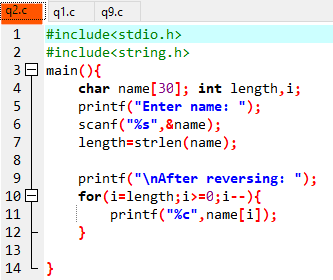 q2.c q1.c q9.c
1 #include<stdio.h>
2 #include<string.h>
3 main(){
4 char name[30]; int length,i;
5 printf("Enter name: ");
6 scanf("%s",&name);
7 length=strlen(name);
8
9 printf("\nAfter reversing: ");
10 for(i=length;i>=0;i--){
11 printf("%c",name[i]);
12 }
13
14 }